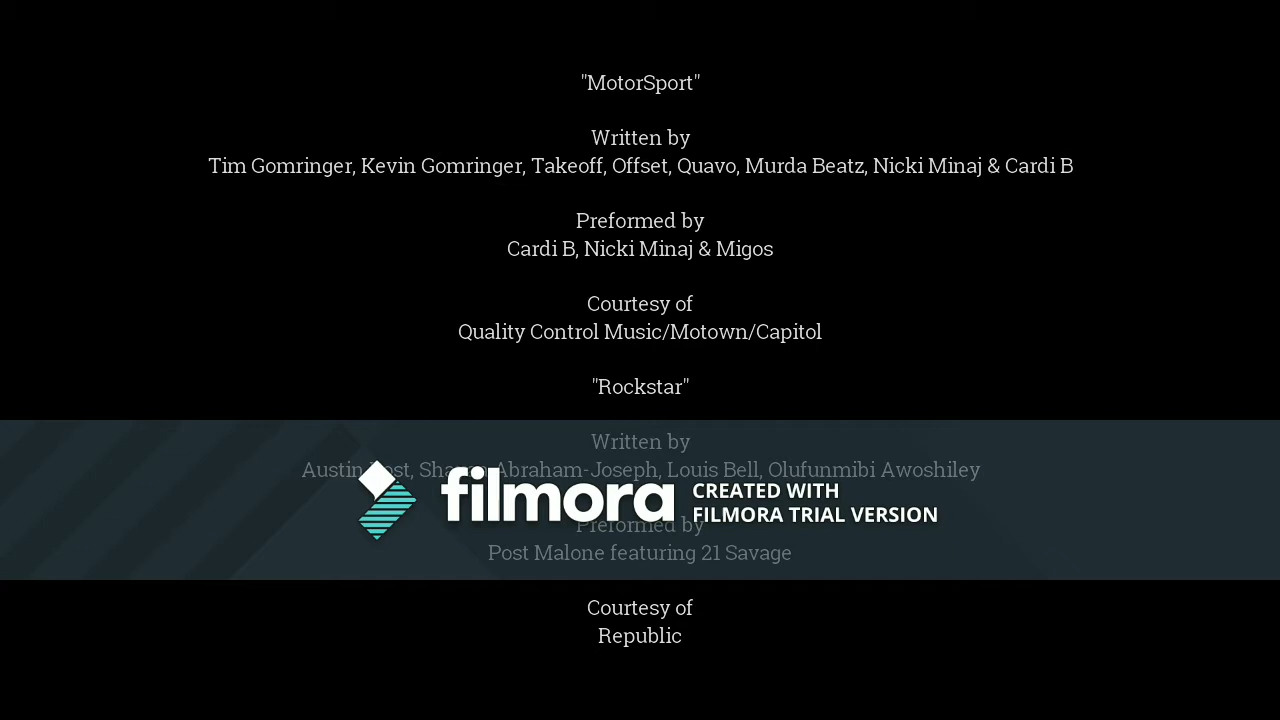 "MotorSport"
Written by
Tim Gomringer, Kevin Gomringer, Takeoff, Offset, Quavo, Murda Beatz, Nicki Minaj & Cardi B
Preformed by
Cardi B, Nicki Minaj & Migos
Courtesy of
Quality Control Music/Motown/Capitol
"Rockstar"
Written by
Austin Abraham-Joseph, Louis Bell, Olufunmibi Awoshiley
filmora CREATED WITH
FILMORA TRIAL VERSION
Preformed by
Post Malone featuring 21 Savage
Courtesy of
Republic